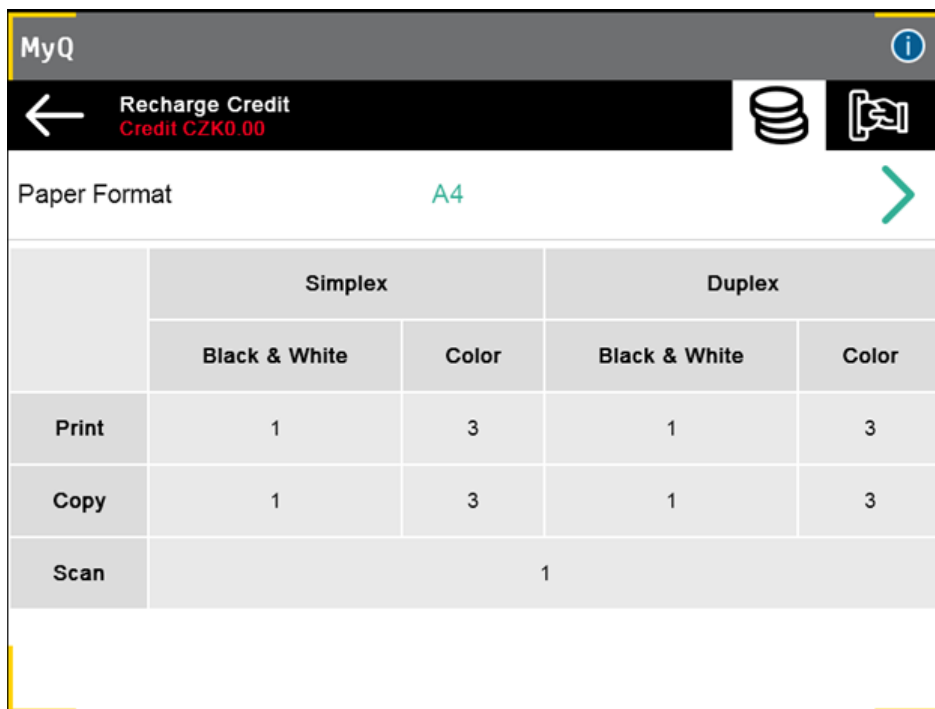 MyQ
Recharge Credit
Credit CZK0.00
Paper Format A4
Simplex Duplex
Black & White Color Black & White Color
Print 1 3 1 3
Copy 1 3 1 3
Scan 1